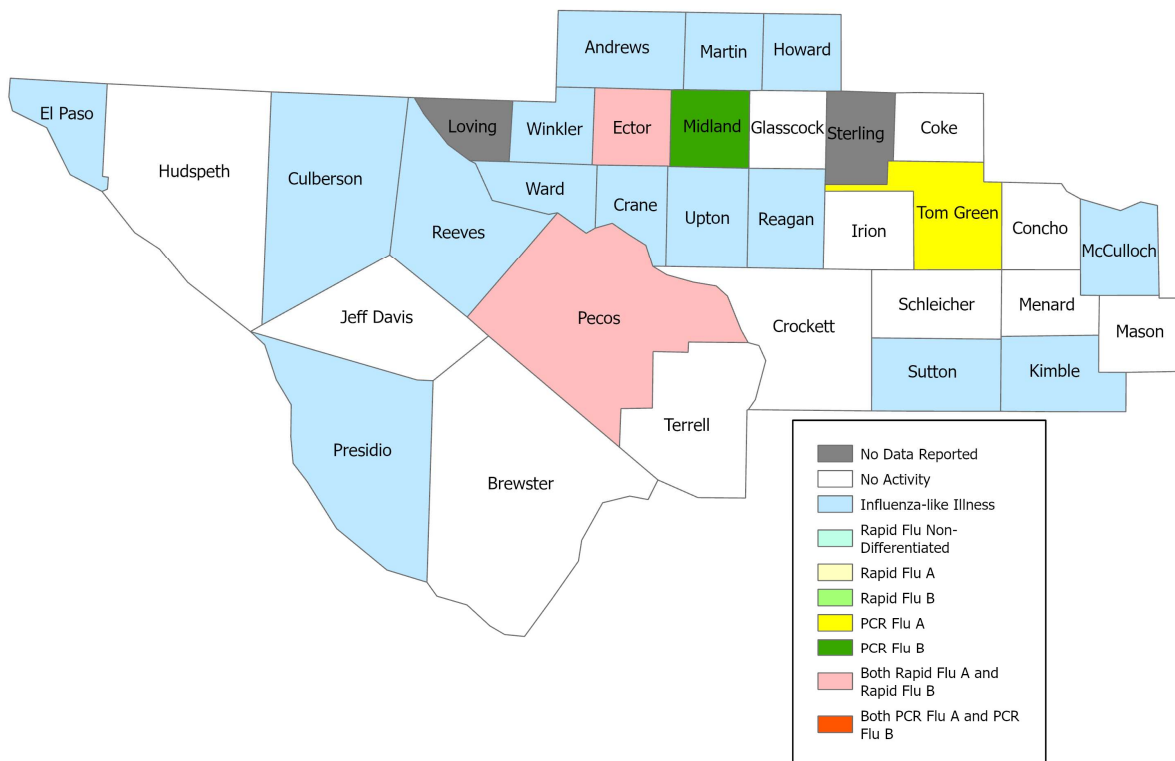 Andrews
Martin
Howard
El Paso
Hudspeth
Culberson
Loving
Winkler
Ector
Midland
Glasscock
Sterling
Coke
Reeves
Ward
Crane
Upton
Reagan
Irion
Tom Green
Concho
McCulloch
Jeff Davis
Pecos
Crockett
Schleicher
Menard
Mason
Sutton
Kimble
Presidio
Brewster
Terrell
No Data Reported
No Activity
Influenza-like Illness
Rapid Flu Non-
Differentiated
Rapid Flu A
Rapid Flu B
PCR Flu A
PCR Flu B
Both Rapid Flu A and
Rapid Flu B
Both PCR Flu A and PCR
Flu B